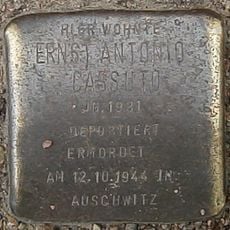 HIER WOHNTE
ERNST ANTONIO
CASSUTO
JG. 1931
DEPORTIERT
ERMORDET
AM 12.10.1944 IN
AUSCHWITZ